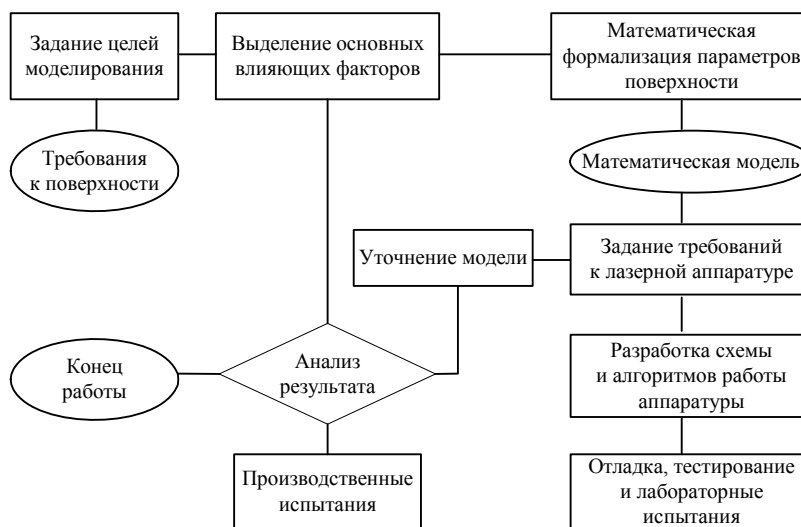 Задание целей
моделирования
Выделение основных
влияющих факторов
Математическая
формализация параметров
поверхности
Требования
к поверхности
Математическая модель
Уточнение модели
Задание требований
к лазерной аппаратуре
Конец
работы
Анализ
результата
Разработка схемы
и алгоритмов работы
аппаратуры
Производственные
испытания
Отладка, тестирование
и лабораторные
испытания